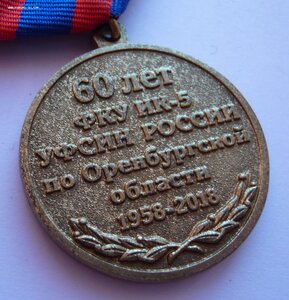 60 лет
ФКУ ИК-5
УФСИН РОССИИ
по Оренбургской
области
1958-2018